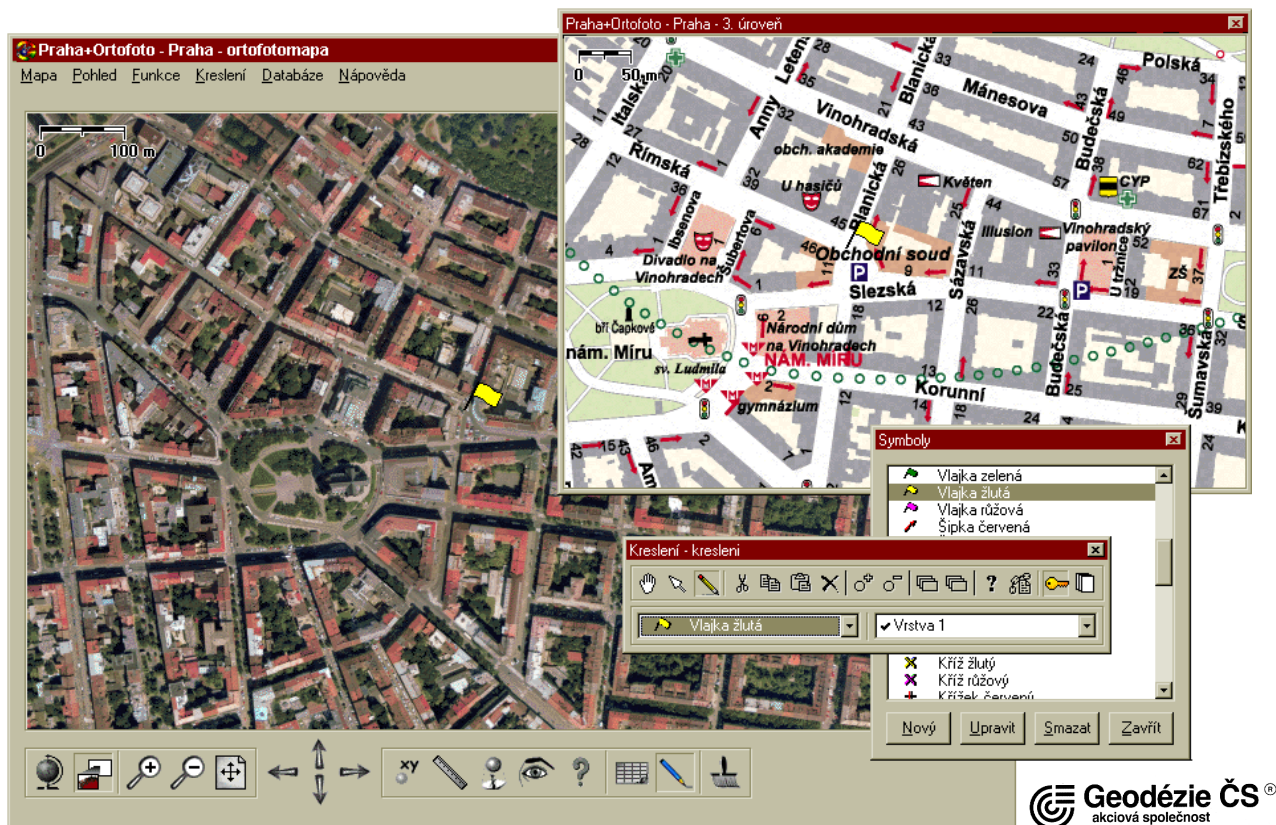 Praha+Ortofoto - Praha - ortofotomapa
Mapa Pohled Funkce Kreslení Databáze Nápověda
0 100 m
Praha+Ortofoto - Praha - 3. úroveň
0 50 m
Italská
Anny Letenské
Blanická
Polská
Mánesova
Budečská
Třebízského
Vinohradská
Římská
obch. akademie
U hasičů
Květen
CYP
Ibsenova
Šubertova
Blanická
Sázavská
Illusion
Vinohradský
pavilon
U tržnice
Divadlo na
Vinohradech
Obchodní soud
ZŠ
P
P
Slezská
bří Čapkové
nám. Míru
sv. Ludmila
Národní dům
na Vinohradech
NÁM. MÍRU
gymnázium
Korunní
Budečská
Šumavská
Symboly
Vlajka zelená
Vlajka žlutá
Vlajka růžová
Šipka červená
Kreslení - kresleni
Vlajka žlutá
Vrstva 1
Kříž žlutý
Kříž růžový
Křížek červený
Nový Upravit Smazat Zavřít
xy
Geodézie ČS ®
akciová společnost